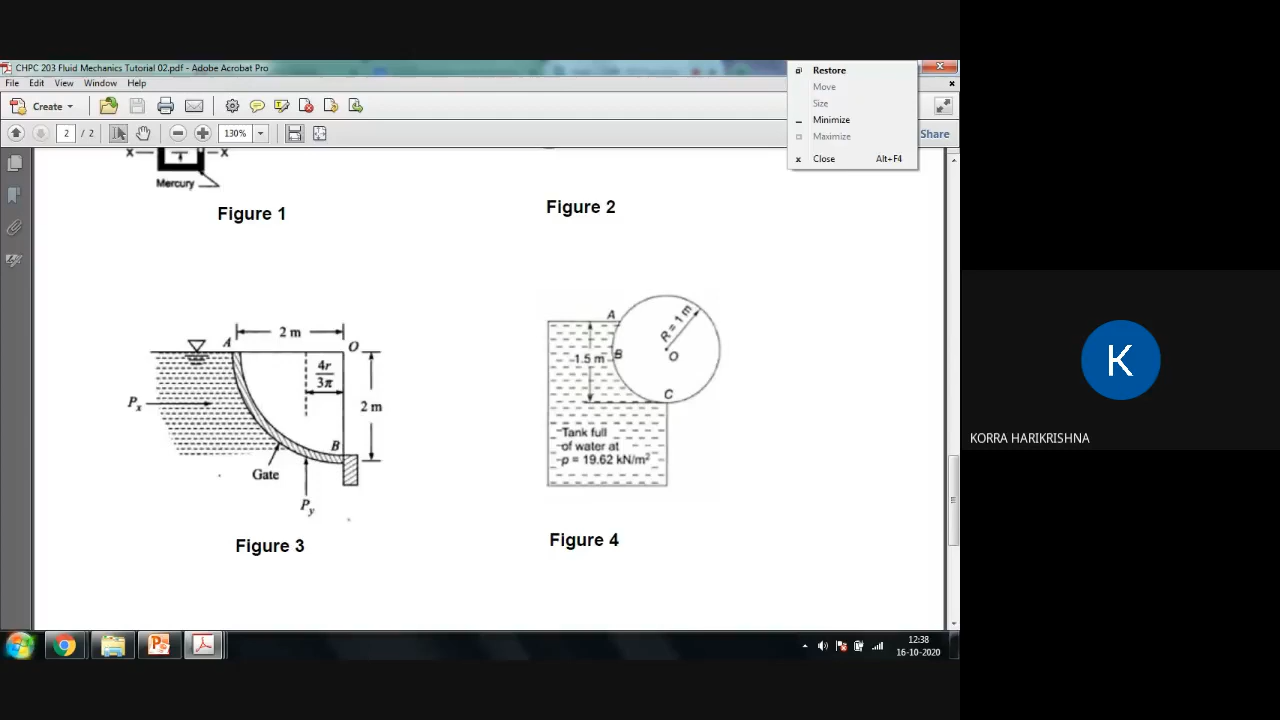 CHPC 203 Fluid Mechanics Tutorial 02.pdf - Adobe Acrobat Pro
File Edit View Window Help
Restore
Move
Size
Minimize
Maximize
Close Alt+F4
Create
2 / 2
130%
Share
X X
Mercury
Figure 1
Figure 2
2 m
A
O
4r
3π
Px
2 m
B
Gate
Py
Figure 3
A
R = 1 m
1.5 m
B
O
C
Tank full
of water at
p = 19.62 kN/m²
Figure 4
K
KORRA HARIKRISHNA
12:38
16-10-2020